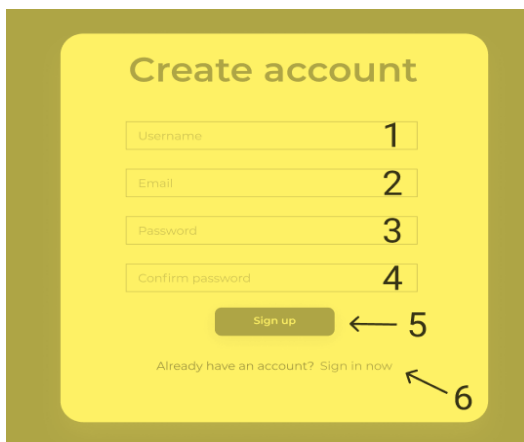 Create account
Username 1
Email 2
Password 3
Confirm password 4
Sign up 5
Already have an account? Sign in now
6